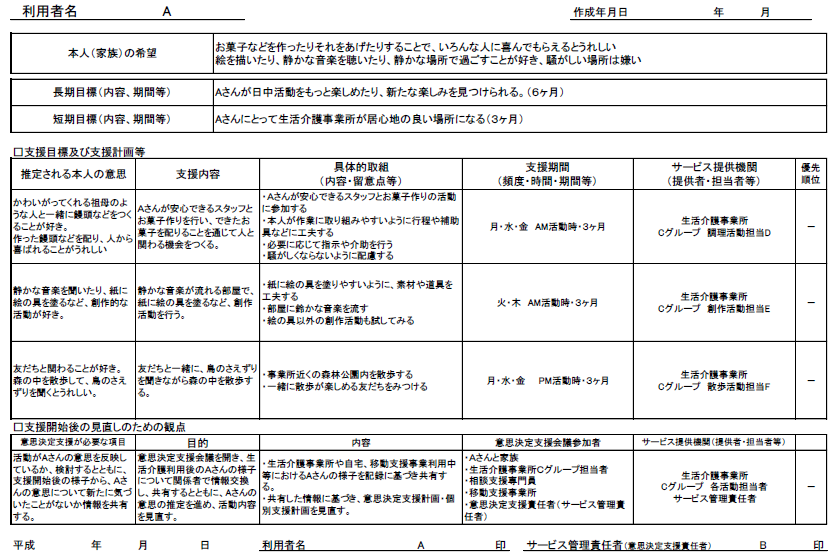 利用者名 A 作成年月日 年 月
本人（家族）の希望
お菓子などを作ったりそれをあげたりすることで、いろんな人に喜んでもらえるとうれしい
絵を描いたり、静かな音楽を聴いたり、静かな場所で過ごすことが好き、騒がしい場所は嫌い
長期目標（内容、期間等） Aさんが日中活動をもっと楽しめたり、新たな楽しみを見つけられる。（６ヶ月）
短期目標（内容、期間等） Aさんにとって生活介護事業所が居心地の良い場所になる（３ヶ月）
□支援目標及び支援計画等
推定される本人の意思
支援内容
具体的取組
（内容・留意点等）
支援期間
（頻度・時間・期間等）
サービス提供機関
（提供者・担当者等）
優先
順位
かわいがってくれる祖母のよ
うな人と一緒に饅頭などをつく
ることが好き。
作った饅頭などを配り、人から
喜ばれることがうれしい
Aさんが安心できるスタッフと
お菓子作りを行い、できたお
菓子を配りることを通じて人と
関わる機会をつくる。
・Aさんが安心できるスタッフとお菓子作りの活動
に参加する
・本人が作業に取り組みやすいように行程や補助
具などに工夫する
・必要に応じて指示や介助を行う
・騒がしくならないように配慮する
月・水・金 AM活動時・３ヶ月
生活介護事業所
Cグループ 調理活動担当D
－
静かな音楽を聞いたり、紙に
絵の具を塗るなど、創作的な
活動が好き。
静かな音楽が流れる部屋で、
紙に絵の具を塗るなど、創作
活動を行う。
・紙に絵の具を塗りやすいように、素材や道具を
工夫する
・部屋に鈴かな音楽を流す
・絵の具以外の創作活動も試してみる
火・木 AM活動時・３ヶ月
生活介護事業所
Cグループ 創作活動担当E
－
友だちと関わることが好き。
森の中を散歩して、鳥のさえ
ずりを聞くとうれしい。
友だちと一緒に、鳥のさえずり
を聞きながら森の中を散歩す
る。
・事業所近くの森林公園内を散歩する
・一緒に散歩が楽しめる友だちをみつける
月・水・金 PM活動時・３ヶ月
生活介護事業所
Cグループ 散歩活動担当F
－
□支援開始後の見直しのための観点
意思決定支援が必要な項目
目的
内容
意思決定支援会議参加者
サービス提供機関（提供者・担当者等）
活動がAさんの意思を反映し
ているか、検討するとともに、
支援開始後の様子から、Aさ
んの意思について新たに気づ
いたことがないか情報を共有
する。
意思決定支援会議を開き、生
活介護利用後のAさんの様子
について関係者で情報交換
し、共有するとともに、Aさんの
意思の推定を進め、活動内容
を見直す。
・生活介護事業所や自宅、移動支援事業利用中
等におけるAさんの様子を記録に基づき共有す
る。
・共有した情報に基づき、意思決定支援計画・個
別支援計画を見直す。
・Aさんと家族
・生活介護事業所Cグループ担当者
・相談支援専門員
・移動支援事業所
・意思決定支援責任者（サービス管理責
任者）
生活介護事業所
Cグループ 各活動担当者
サービス管理責任者
－
平成 年 月 日 利用者名 A 印 サービス管理責任者（意思決定支援責任者） B 印